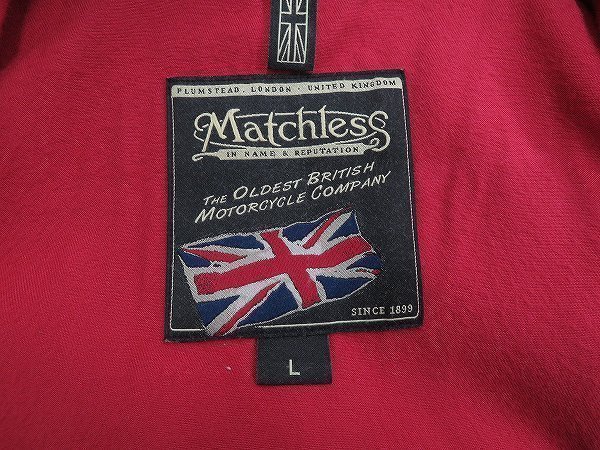 PLUMSTEAD, LONDON · UNITED KINGDOM
Matchless
IN NAME & REPUTATION
THE OLDEST BRITISH
MOTORCYCLE COMPANY
SINCE 1899
L